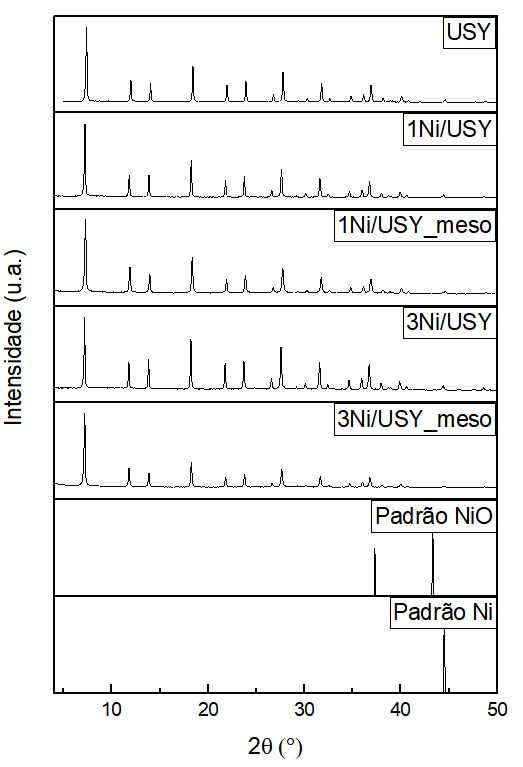 USY
1Ni/USY
1Ni/USY_meso
3Ni/USY
3Ni/USY_meso
Padrão NiO
Padrão Ni
Intensidade (u.a.)
10 20 30 40 50
2θ (°)